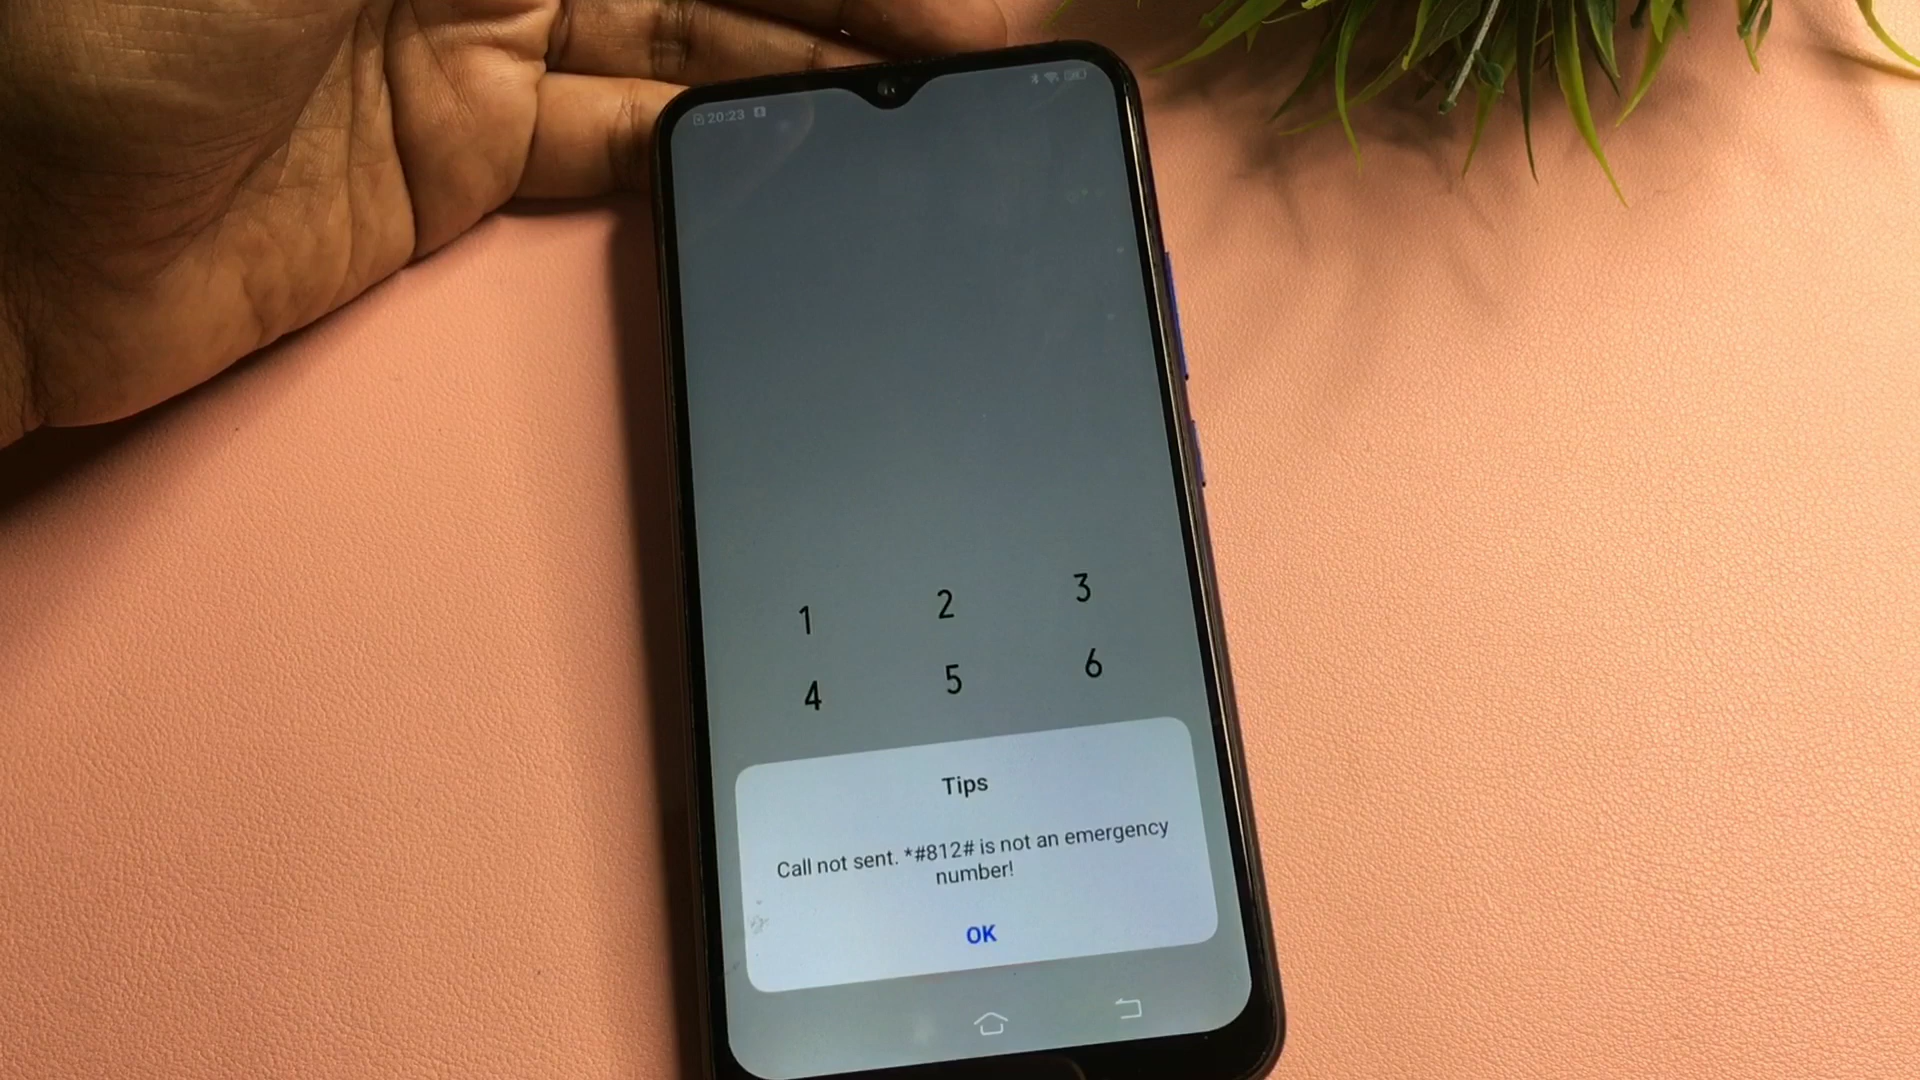 20:23
1 2 3
4 5 6
Tips
Call not sent. *#812# is not an emergency
number!
OK